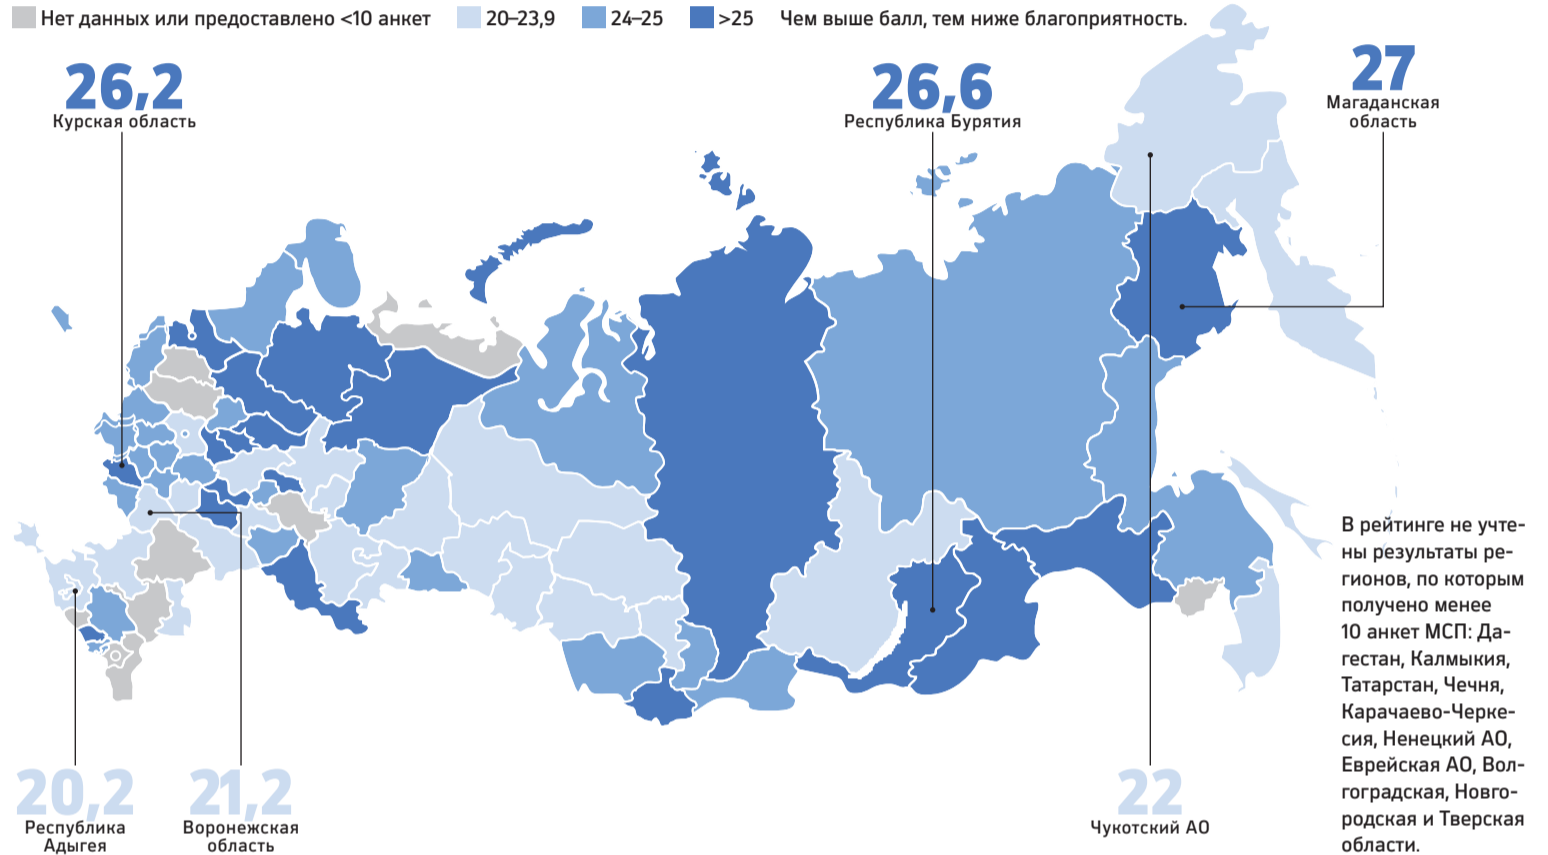 Нет данных или предоставлено <10 анкет 20–23,9 24–25 >25 Чем выше балл, тем ниже благоприятность.
26,2
Курская область
26,6
Республика Бурятия
27
Магаданская
область
20,2
Республика
Адыгея
21,2
Воронежская
область
22
Чукотский АО
В рейтинге не учте-
ны результаты ре-
гионов, по которым
получено менее
10 анкет МСП: Да-
гестан, Калмыкия,
Татарстан, Чечня,
Карачаево-Черке-
сия, Ненецкий АО,
Еврейская АО, Вол-
гоградская, Новго-
родская и Тверская
области.